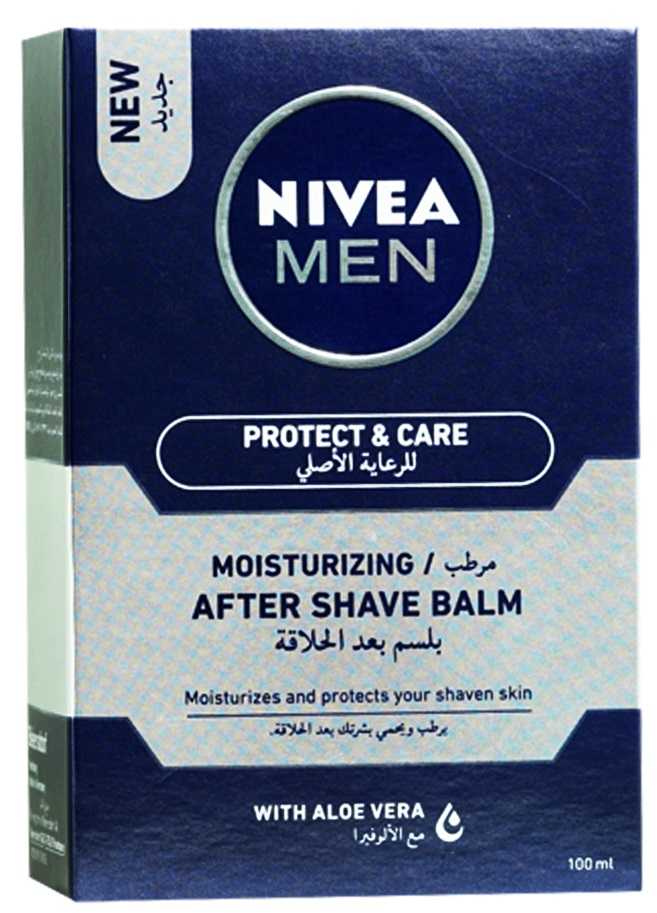 NEW
جديد
NIVEA
MEN
PROTECT & CARE
للرعاية الأصلي
MOISTURIZING / مرطب
AFTER SHAVE BALM
بلسم بعد الحلاقة
Moisturizes and protects your shaven skin
يرطب ويحمي بشرتك بعد الحلاقة.
WITH ALOE VERA
مع الألوفيرا
100 ml
Beiersdorf